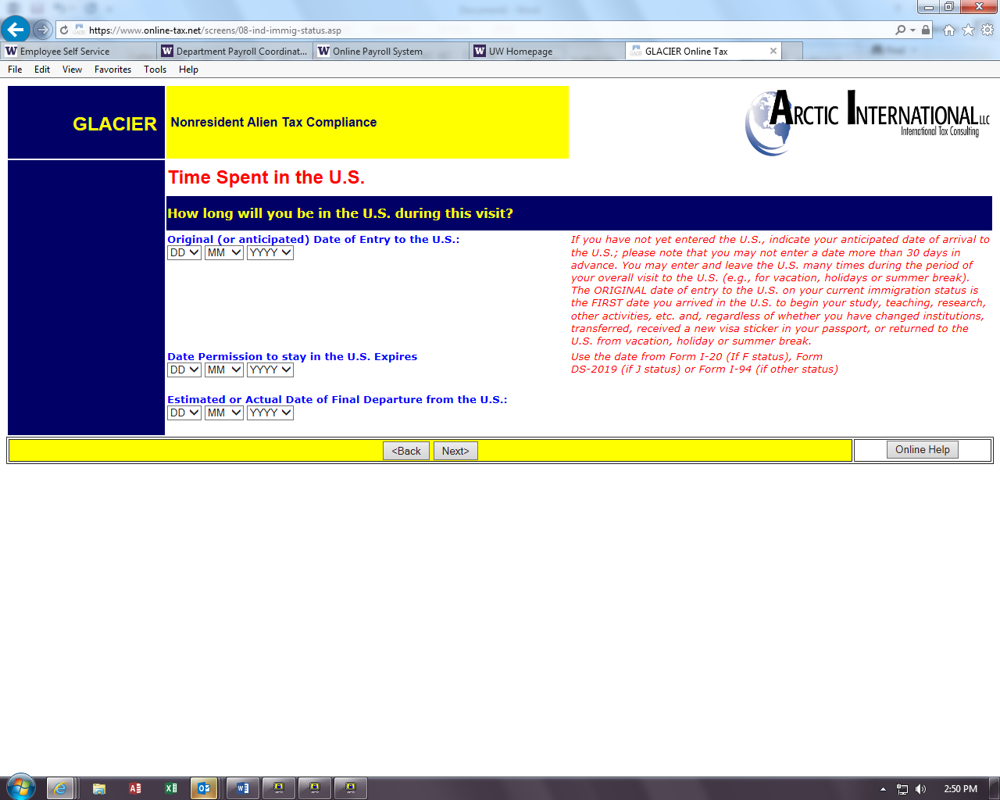 https://www.online-tax.net/screens/08-ind-immig-status.asp
Employee Self Service
Department Payroll Coordinat...
Online Payroll System
UW Homepage
GLACIER Online Tax
File Edit View Favorites Tools Help
GLACIER
Nonresident Alien Tax Compliance
ARCTIC INTERNATIONAL LLC
International Tax Consulting
Time Spent in the U.S.
How long will you be in the U.S. during this visit?
Original (or anticipated) Date of Entry to the U.S.:
DD MM YYYY
If you have not yet entered the U.S., indicate your anticipated date of arrival to
the U.S.; please note that you may not enter a date more than 30 days in
advance. You may enter and leave the U.S. many times during the period of
your overall visit to the U.S. (e.g., for vacation, holidays or summer break).
The ORIGINAL date of entry to the U.S. on your current immigration status is
the FIRST date you arrived in the U.S. to begin your study, teaching, research,
other activities, etc. and, regardless of whether you have changed institutions,
transferred, received a new visa sticker in your passport, or returned to the
U.S. from vacation, holiday or summer break.
Date Permission to stay in the U.S. Expires
DD MM YYYY
Use the date from Form I-20 (If F status), Form
DS-2019 (if J status) or Form I-94 (if other status)
Estimated or Actual Date of Final Departure from the U.S.:
DD MM YYYY
<Back
Next>
Online Help
2:50 PM